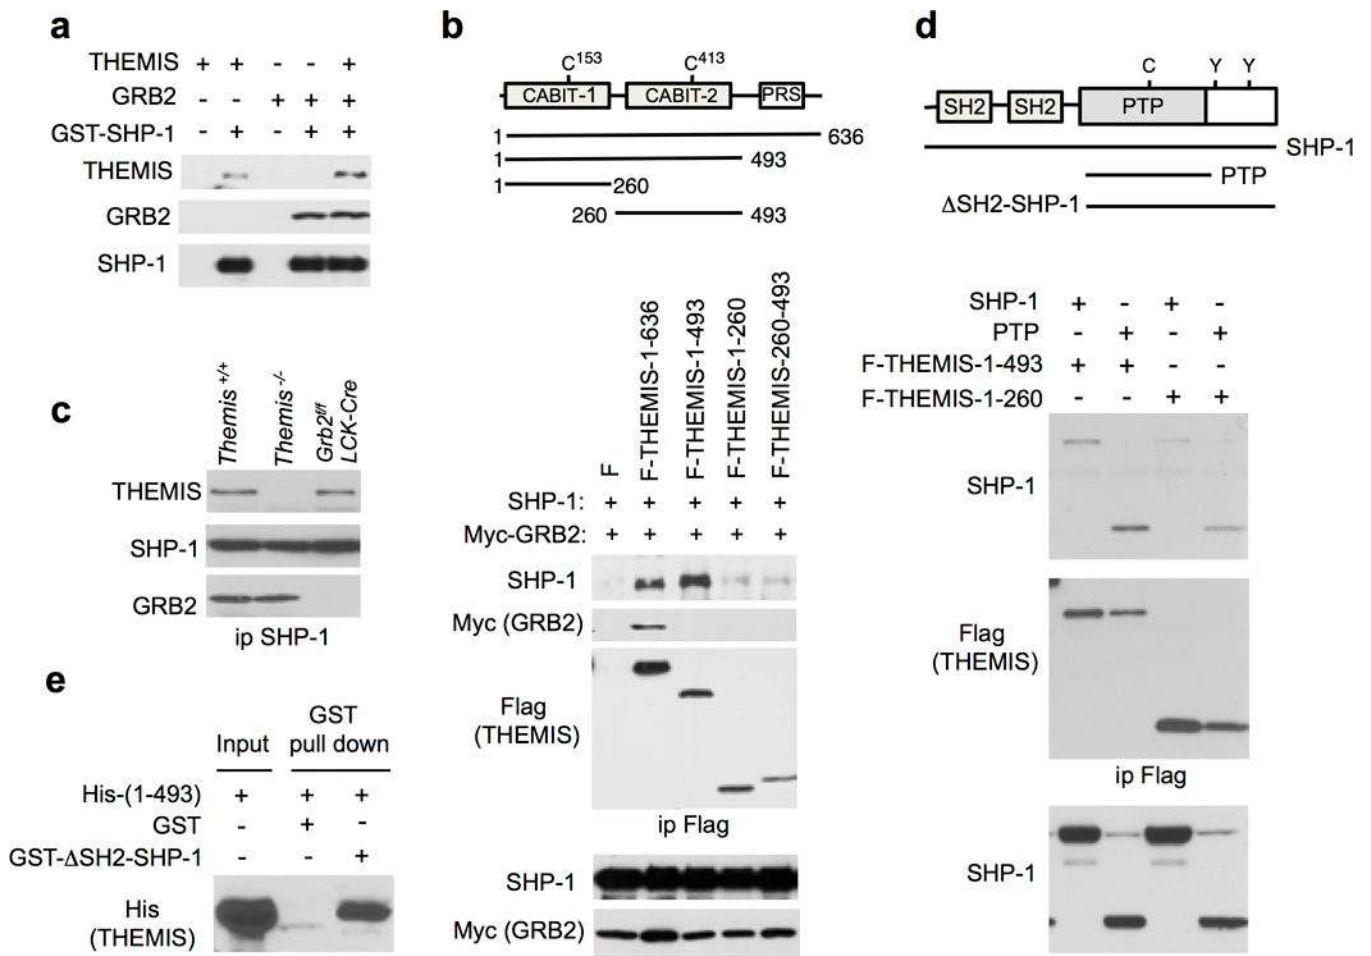 a
THEMIS + + - - +
GRB2 - - + + +
GST-SHP-1 - + - + +
THEMIS
GRB2
SHP-1
b
C153 C413
CABIT-1 CABIT-2 PRS
1 636
1 493
1 260
260 493
F
F-THEMIS-1-636
F-THEMIS-1-493
F-THEMIS-1-260
F-THEMIS-260-493
SHP-1: + + + + +
Myc-GRB2: + + + + +
SHP-1
Myc (GRB2)
Flag
(THEMIS)
ip Flag
SHP-1
Myc (GRB2)
c
Themis+/+
Themis-/-
Grb2f/f
LCK-Cre
THEMIS
SHP-1
GRB2
ip SHP-1
d
C Y Y
SH2 SH2 PTP
SHP-1
PTP
ΔSH2-SHP-1
SHP-1 + - + -
PTP - + - +
F-THEMIS-1-493 + + - -
F-THEMIS-1-260 - - + +
SHP-1
Flag
(THEMIS)
ip Flag
SHP-1
e
GST
Input pull down
His-(1-493) + + +
GST - + -
GST-ΔSH2-SHP-1 - - +
His
(THEMIS)